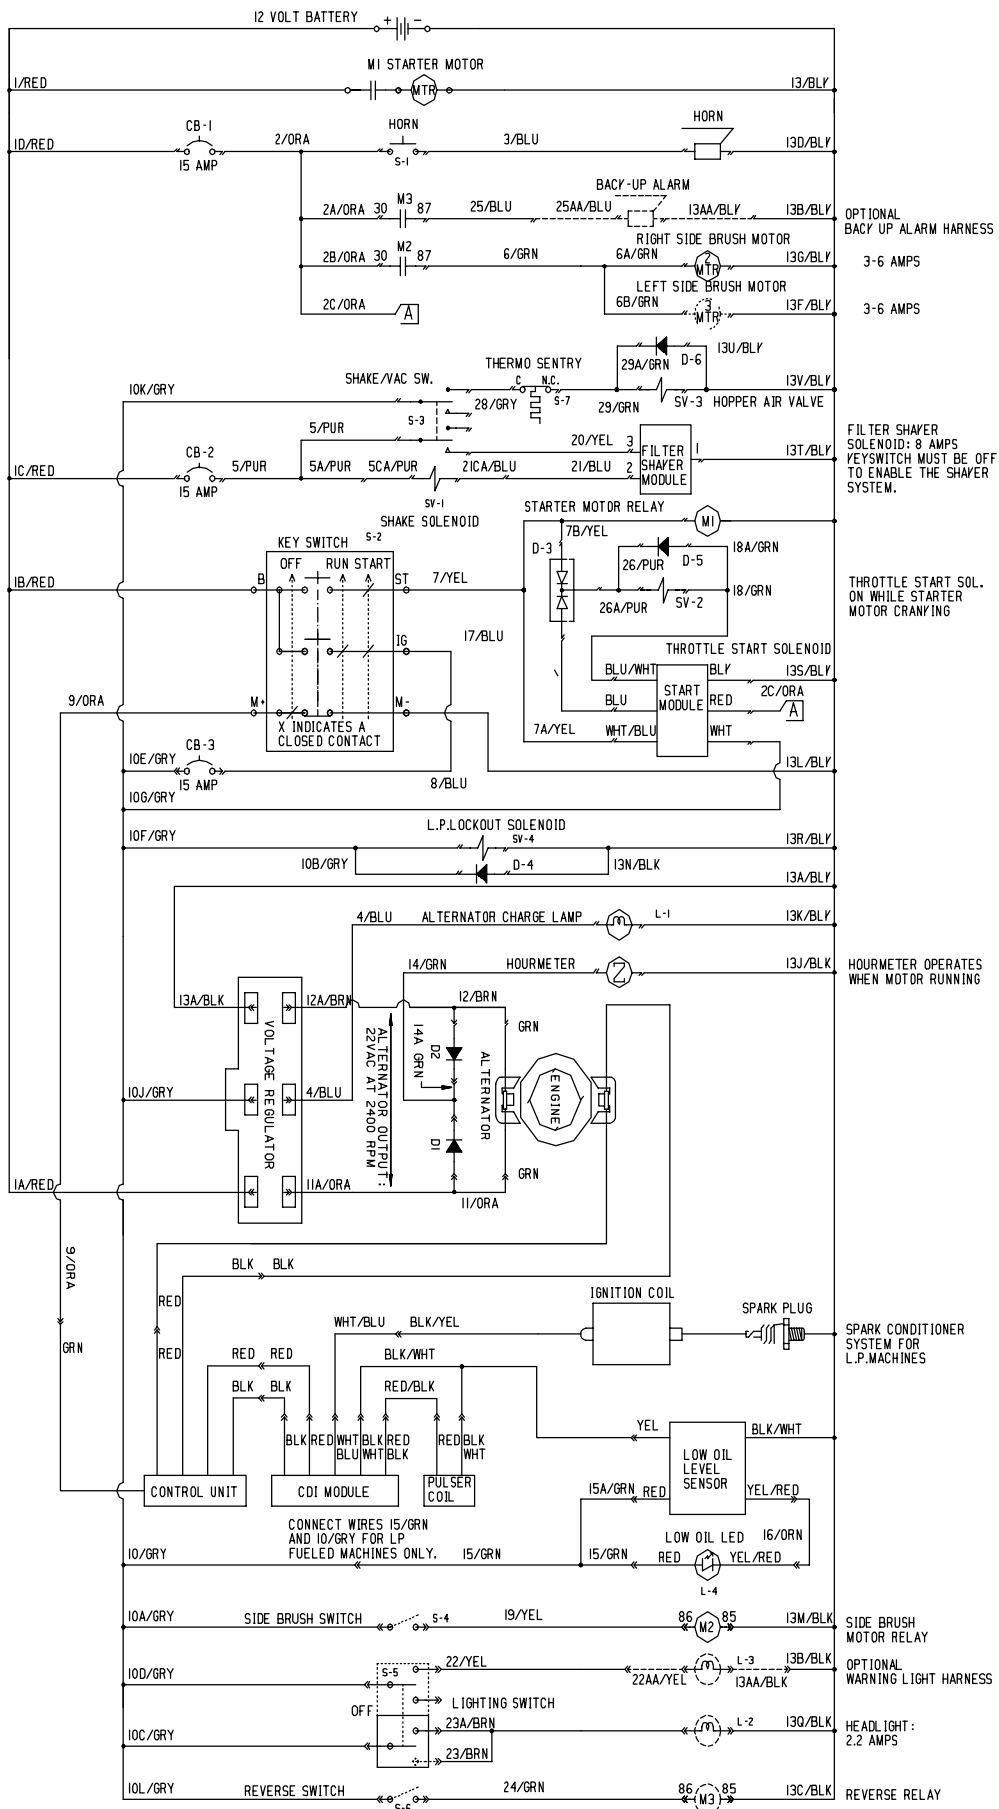 12 VOLT BATTERY
+ -
M1 STARTER MOTOR
1/RED
MTR
13/BLK
CB-1
2/ORA
HORN
3/BLU
HORN
1D/RED
15 AMP
S-1
13D/BLK
BACK-UP ALARM
2A/ORA 30 M3 87
25/BLU
25AA/BLU
13AA/BLK
13B/BLK
OPTIONAL
BACK UP ALARM HARNESS
RIGHT SIDE BRUSH MOTOR
2B/ORA 30 M2 87
6/GRN
6A/GRN
2
MTR
13G/BLK
3-6 AMPS
LEFT SIDE BRUSH MOTOR
2C/ORA
A
6B/GRN
3
MTR
13F/BLK
3-6 AMPS
13U/BLK
29A/GRN
D-6
THERMO SENTRY
SHAKE/VAC SW.
C N.C.
S-7
10K/GRY
28/GRY
29/GRN
SV-3
HOPPER AIR VALVE
13V/BLK
S-3
5/PUR
20/YEL
3
FILTER
SHAKER
MODULE
1
13T/BLK
FILTER SHAKER
SOLENOID: 8 AMPS
KEYSWITCH MUST BE OFF
TO ENABLE THE SHAKER
SYSTEM.
CB-2
1C/RED
15 AMP
5/PUR
5A/PUR
5CA/PUR
SV-1
21CA/BLU
21/BLU
2
SHAKE SOLENOID
STARTER MOTOR RELAY
M1
7B/YEL
KEY SWITCH
S-2
OFF RUN START
D-3
26/PUR
D-5
18A/GRN
1B/RED
B
ST
7/YEL
26A/PUR
SV-2
18/GRN
THROTTLE START SOL.
ON WHILE STARTER
MOTOR CRANKING
17/BLU
IG
THROTTLE START SOLENOID
BLU/WHT
BLK
13S/BLK
9/ORA
M+
M-
BLU
START
MODULE
RED
2C/ORA
A
X INDICATES A
CLOSED CONTACT
7A/YEL
WHT/BLU
WHT
CB-3
10E/GRY
15 AMP
8/BLU
13L/BLK
10G/GRY
L.P.LOCKOUT SOLENOID
10F/GRY
SV-4
13R/BLK
10B/GRY
D-4
13N/BLK
13A/BLK
4/BLU
ALTERNATOR CHARGE LAMP
L-1
13K/BLK
14/GRN
HOURMETER
13J/BLK
HOURMETER OPERATES
WHEN MOTOR RUNNING
13A/BLK
12A/BRN
12/BRN
GRN
VOLTAGE REGULATOR
ALTERNATOR OUTPUT:
22VAC AT 2400 RPM
14A GRN
D2
ALTERNATOR
ENGINE
10J/GRY
4/BLU
D1
GRN
1A/RED
11A/ORA
11/ORA
9/ORA
BLK BLK
RED
IGNITION COIL
SPARK PLUG
WHT/BLU
BLK/YEL
SPARK CONDITIONER
SYSTEM FOR
L.P.MACHINES
GRN
RED
RED RED
BLK/WHT
BLK BLK
RED/BLK
YEL
BLK/WHT
BLK
RED
WHT
BLU
BLK
WHT
RED
BLK
RED
BLK
WHT
LOW OIL
LEVEL
SENSOR
CONTROL UNIT
CDI MODULE
PULSER
COIL
15A/GRN
RED
YEL/RED
CONNECT WIRES 15/GRN
AND 10/GRY FOR LP
FUELED MACHINES ONLY.
LOW OIL LED
16/ORN
10/GRY
15/GRN
15/GRN
RED
YEL/RED
L-4
10A/GRY
SIDE BRUSH SWITCH
S-4
19/YEL
86 M2 85
13M/BLK
SIDE BRUSH
MOTOR RELAY
10D/GRY
S-5
22/YEL
22AA/YEL
L-3
13AA/BLK
13B/BLK
OPTIONAL
WARNING LIGHT HARNESS
OFF
LIGHTING SWITCH
10C/GRY
23A/BRN
L-2
13Q/BLK
HEADLIGHT:
2.2 AMPS
23/BRN
10L/GRY
REVERSE SWITCH
S-6
24/GRN
86 M3 85
13C/BLK
REVERSE RELAY